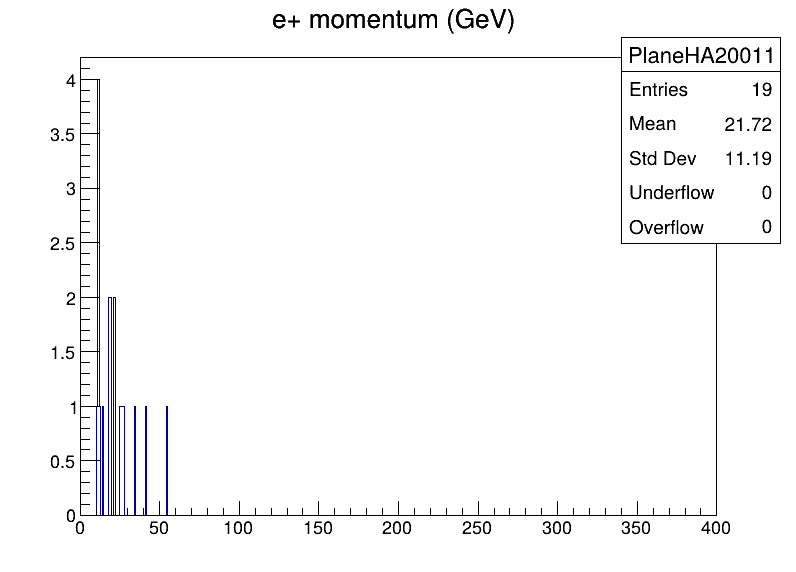 e+ momentum (GeV)
PlaneHA20011
Entries 19
Mean 21.72
Std Dev 11.19
Underflow 0
Overflow 0
4
3.5
3
2.5
2
1.5
1
0.5
0
0 50 100 150 200 250 300 350 400